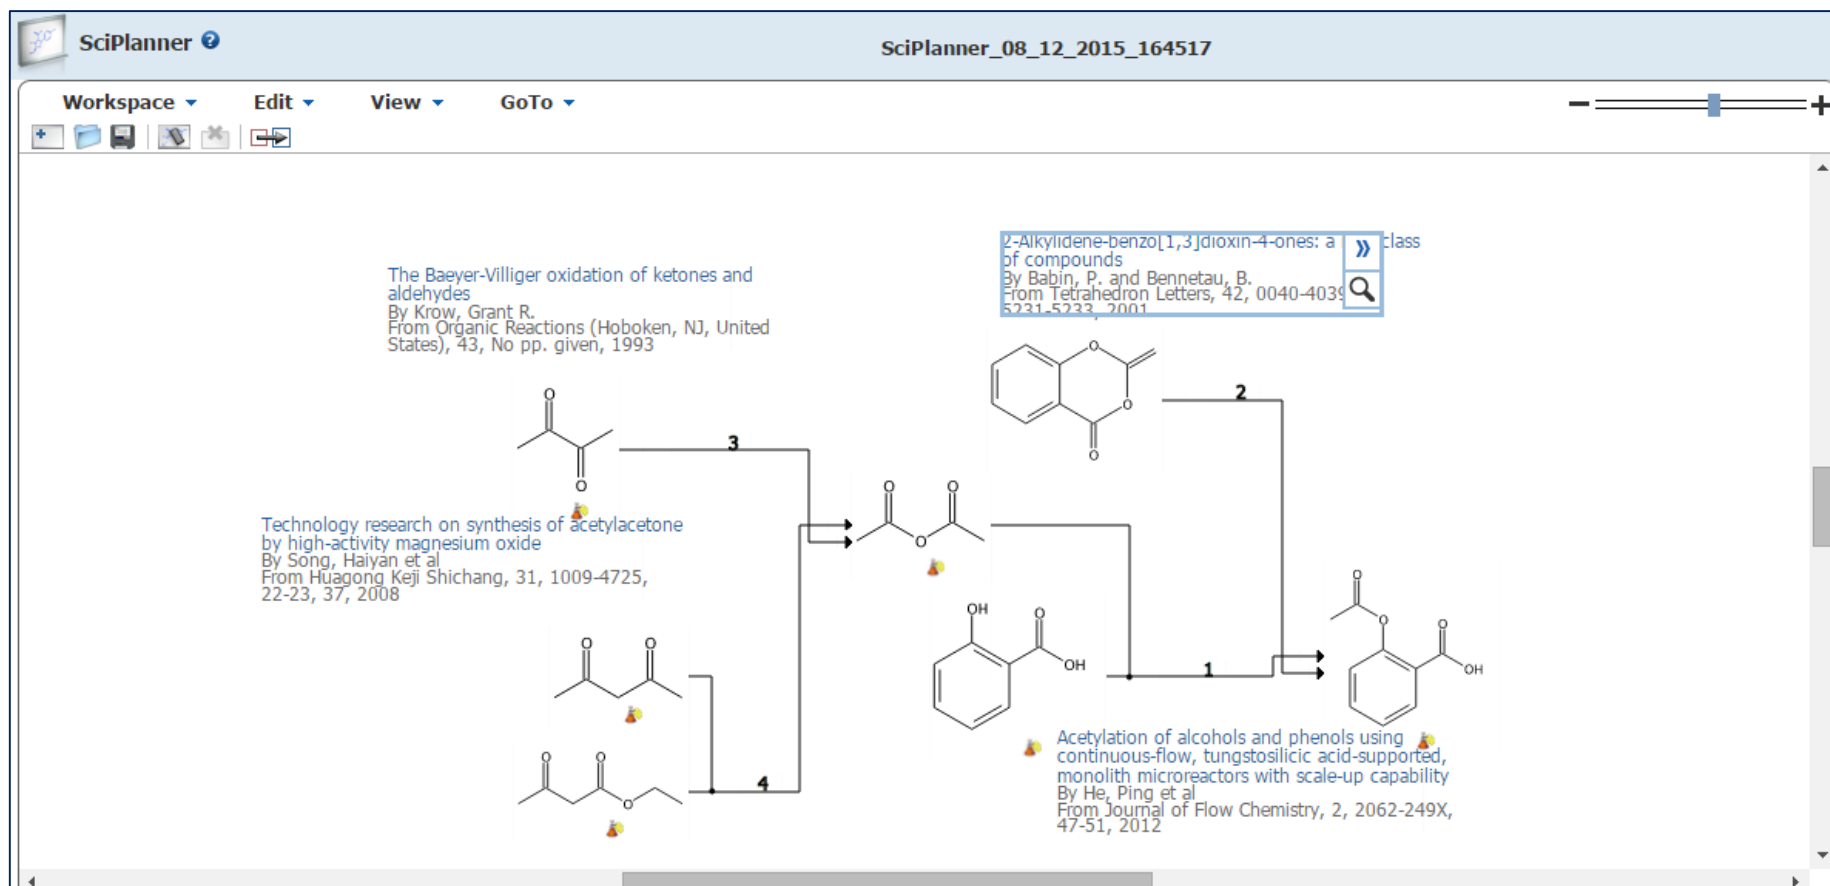 SciPlanner ?
SciPlanner_08_12_2015_164517
Workspace Edit View GoTo
The Baeyer-Villiger oxidation of ketones and
aldehydes
By Krow, Grant R.
From Organic Reactions (Hoboken, NJ, United
States), 43, No pp. given, 1993
2-Alkylidene-benzo[1,3]dioxin-4-ones: a class
of compounds
By Babin, P. and Bennetau, B.
From Tetrahedron Letters, 42, 0040-4039
5231-5233, 2001
O
O
3
O
O
O
2
Technology research on synthesis of acetylacetone
by high-activity magnesium oxide
By Song, Haiyan et al
From Huagong Keji Shichang, 31, 1009-4725,
22-23, 37, 2008
O O
O
O O
O O
O
4
OH O
OH
1
O
O
O
OH
Acetylation of alcohols and phenols using
continuous-flow, tungstosilicic acid-supported,
monolith microreactors with scale-up capability
By He, Ping et al
From Journal of Flow Chemistry, 2, 2062-249X,
47-51, 2012